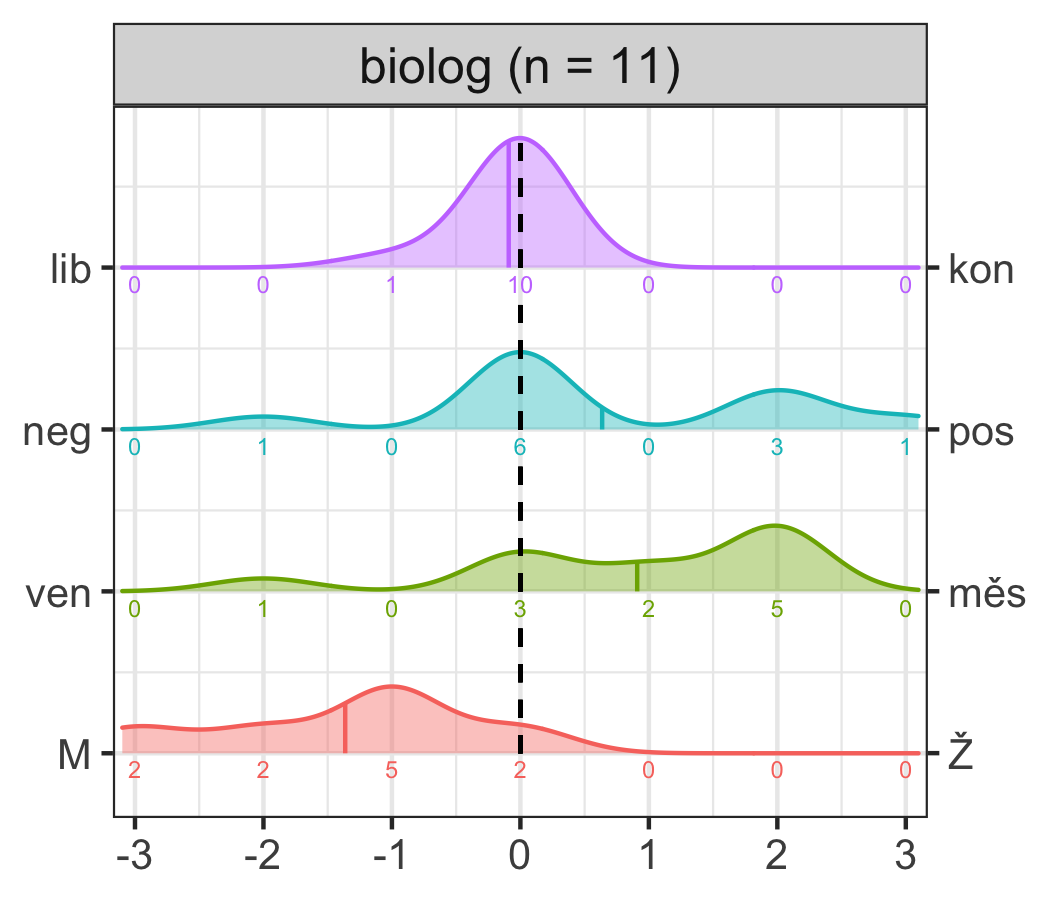 biolog (n = 11)
lib kon
0 0 1 10 0 0 0
neg pos
0 1 0 6 0 3 1
ven měs
0 1 0 3 2 5 0
M Ž
2 2 5 2 0 0 0
-3 -2 -1 0 1 2 3